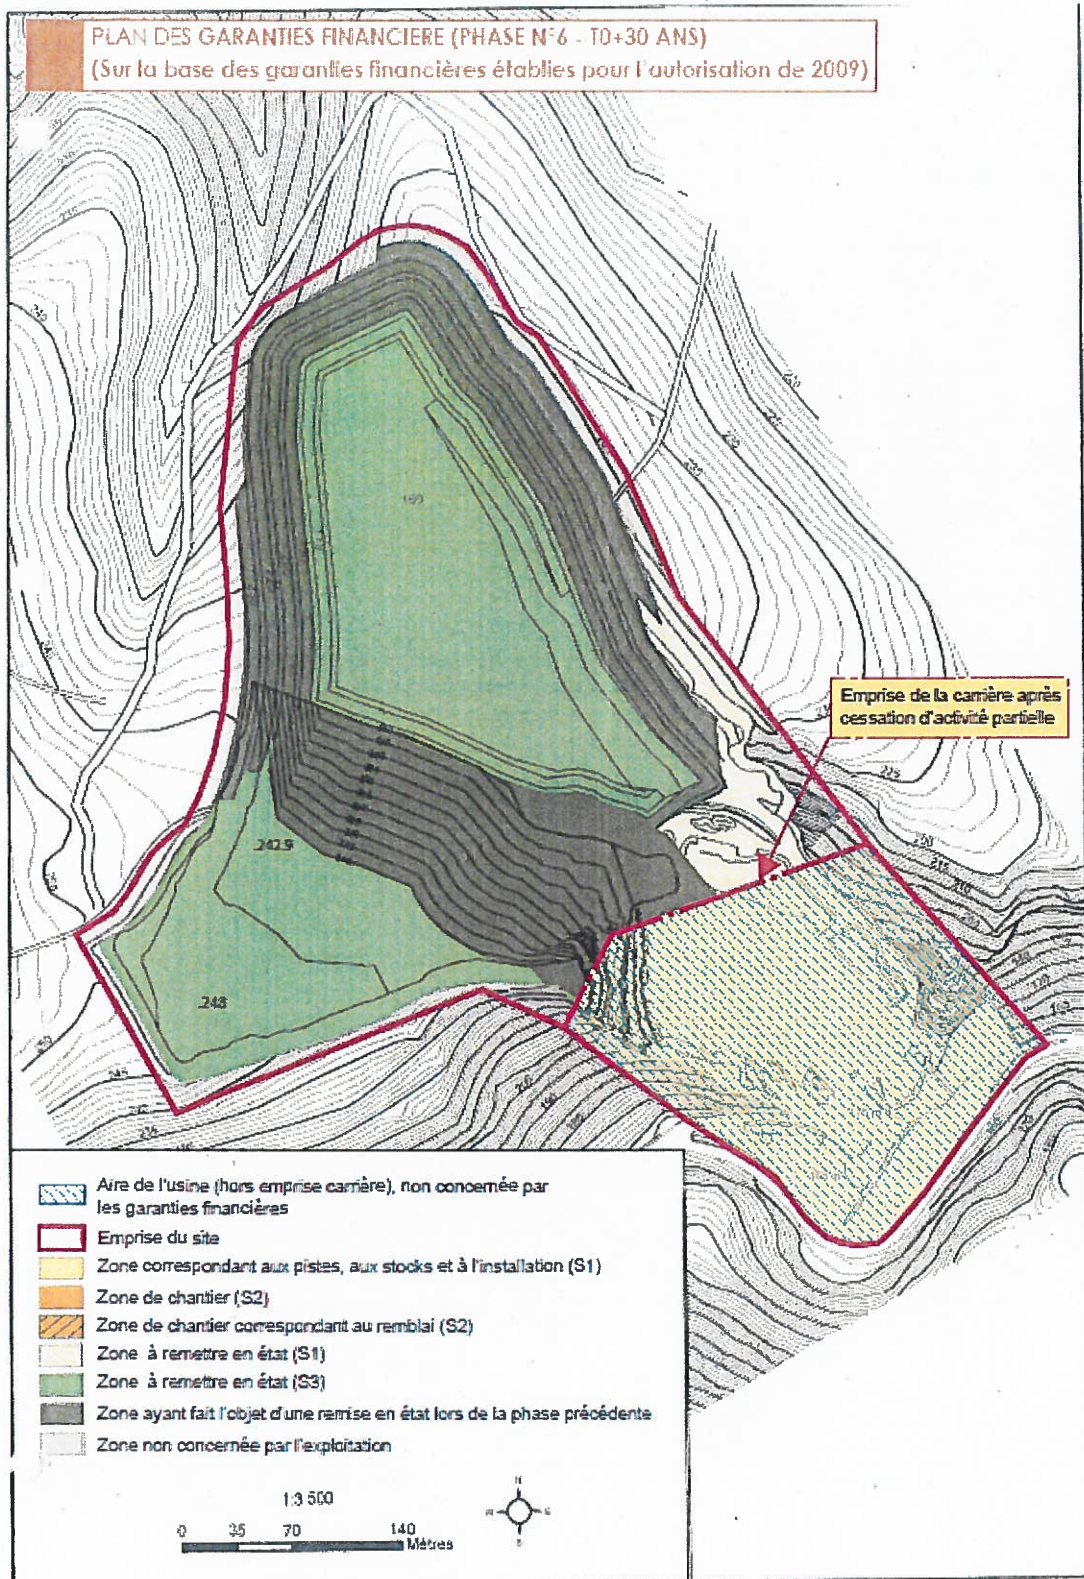 PLAN DES GARANTIES FINANCIERE (PHASE N°6 - T0+30 ANS)
(Sur la base des garanties financières établies pour l'autorisation de 2009)
Emprise de la carrière après
cessation d'activité partielle
242.9
248
Aire de l'usine (hors emprise carrière), non concernée par
les garanties financières
Emprise du site
Zone correspondant aux pistes, aux stocks et à l'installation (S1)
Zone de chantier (S2)
Zone de chantier correspondant au remblai (S2)
Zone à remettre en état (S1)
Zone à remettre en état (S3)
Zone ayant fait l'objet d'une remise en état lors de la phase précédente
Zone non concernée par l'exploitation
1:3 500
N
S
0 35 70 140
Mètres